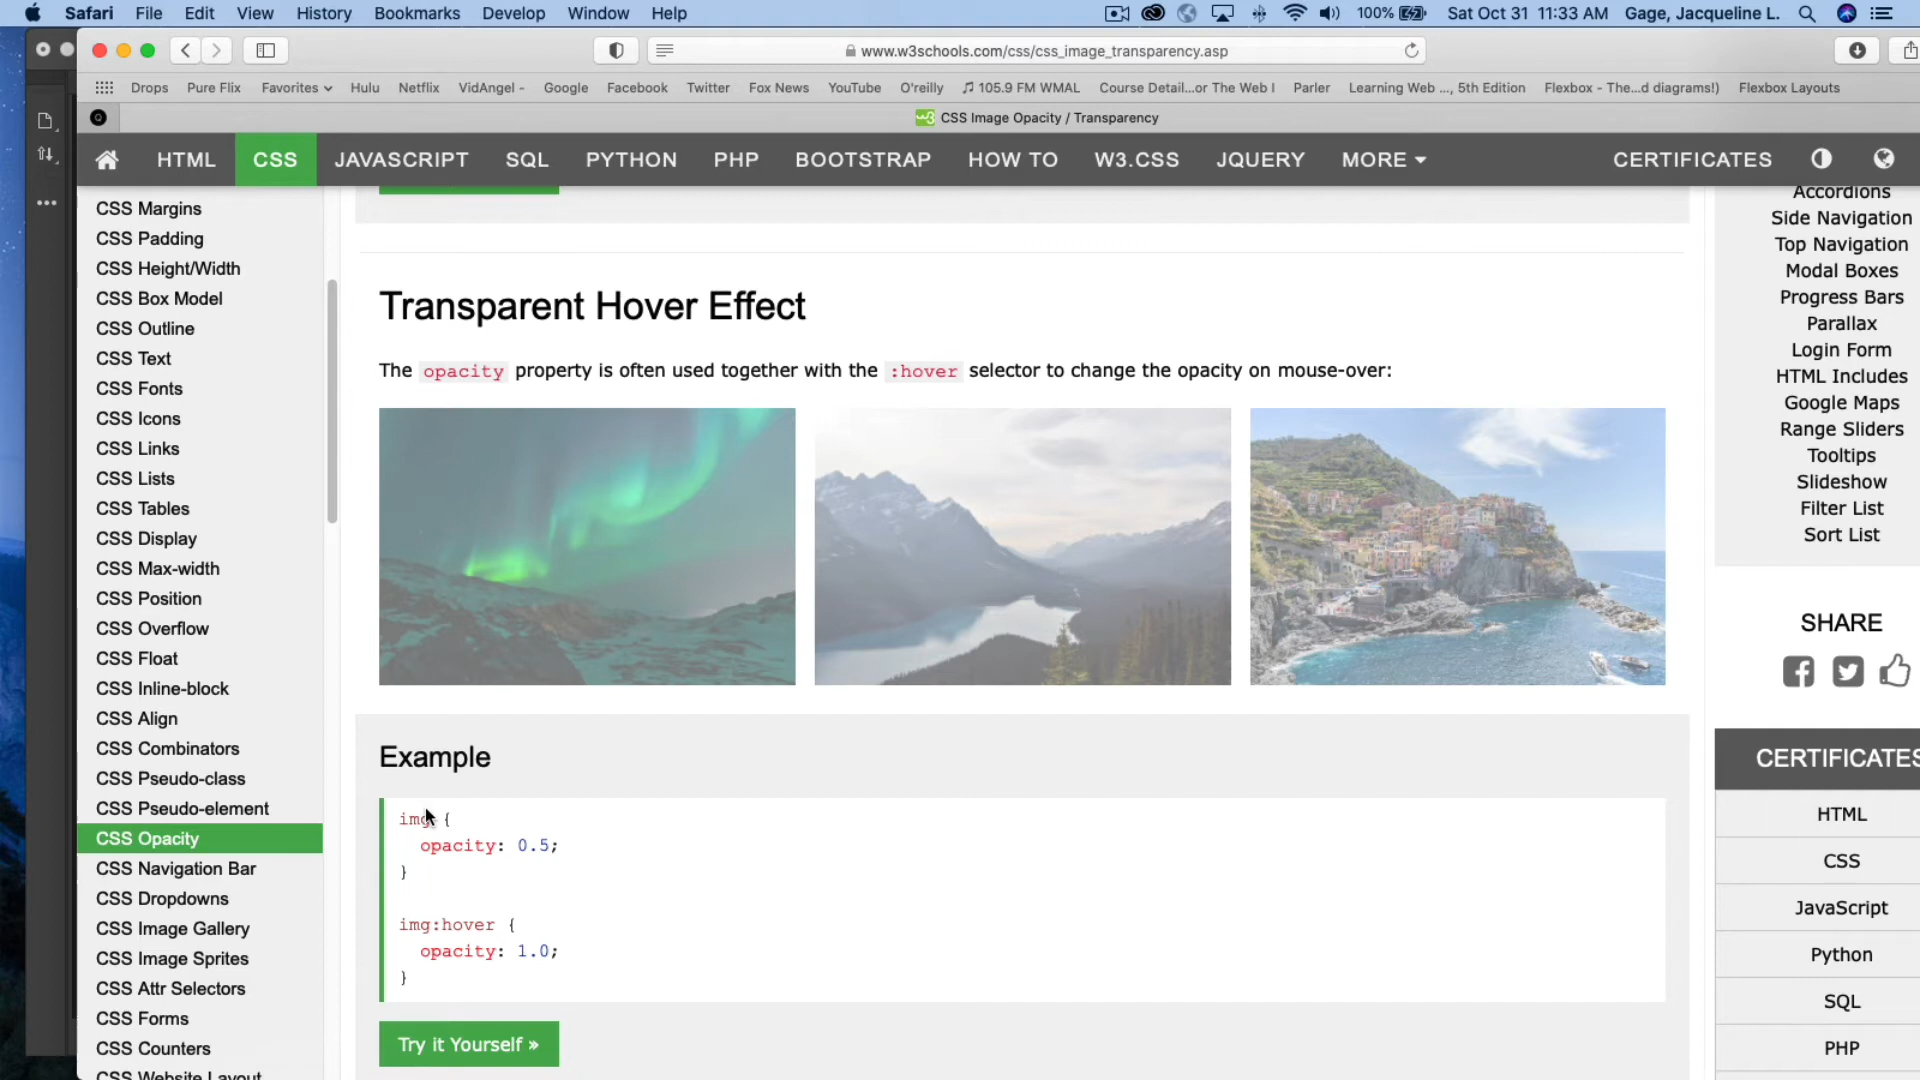 Safari File Edit View History Bookmarks Develop Window Help 100% Sat Oct 31 11:33 AM Gage, Jacqueline L.
www.w3schools.com/css/css_image_transparency.asp
Drops Pure Flix Favorites Hulu Netflix VidAngel - Google Facebook Twitter Fox News YouTube O'reilly 105.9 FM WMAL Course Detail...or The Web I Parler Learning Web ..., 5th Edition Flexbox - The...d diagrams!) Flexbox Layouts
CSS Image Opacity / Transparency
HTML CSS JAVASCRIPT SQL PYTHON PHP BOOTSTRAP HOW TO W3.CSS JQUERY MORE CERTIFICATES
CSS Margins
CSS Padding
CSS Height/Width
CSS Box Model
CSS Outline
CSS Text
CSS Fonts
CSS Icons
CSS Links
CSS Lists
CSS Tables
CSS Display
CSS Max-width
CSS Position
CSS Overflow
CSS Float
CSS Inline-block
CSS Align
CSS Combinators
CSS Pseudo-class
CSS Pseudo-element
CSS Opacity
CSS Navigation Bar
CSS Dropdowns
CSS Image Gallery
CSS Image Sprites
CSS Attr Selectors
CSS Forms
CSS Counters
CSS Website Layout
Transparent Hover Effect
The opacity property is often used together with the :hover selector to change the opacity on mouse-over:
Example
img {
opacity: 0.5;
}
img:hover {
opacity: 1.0;
}
Try it Yourself »
Accordions
Side Navigation
Top Navigation
Modal Boxes
Progress Bars
Parallax
Login Form
HTML Includes
Google Maps
Range Sliders
Tooltips
Slideshow
Filter List
Sort List
SHARE
CERTIFICATES
HTML
CSS
JavaScript
Python
SQL
PHP